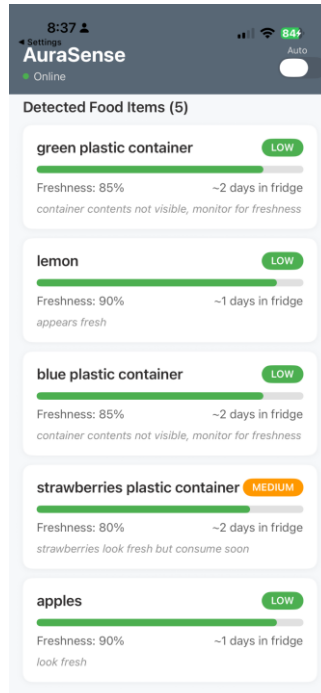 8:37
84
◀ Settings
AuraSense
Auto
Online
Detected Food Items (5)
green plastic container
LOW
Freshness: 85%
~2 days in fridge
container contents not visible, monitor for freshness
lemon
LOW
Freshness: 90%
~1 days in fridge
appears fresh
blue plastic container
LOW
Freshness: 85%
~2 days in fridge
container contents not visible, monitor for freshness
strawberries plastic container
MEDIUM
Freshness: 80%
~2 days in fridge
strawberries look fresh but consume soon
apples
LOW
Freshness: 90%
~1 days in fridge
look fresh